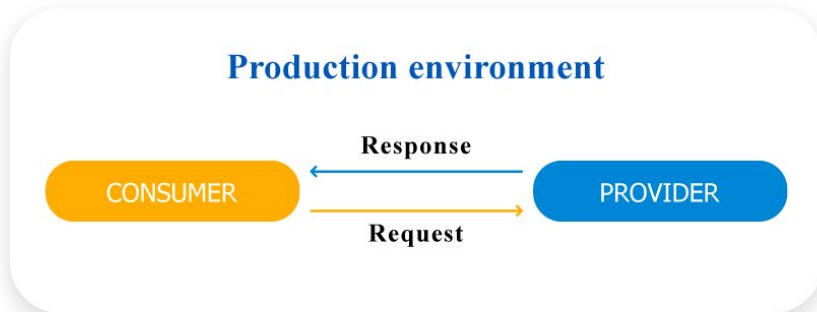 Production environment
Response
CONSUMER
PROVIDER
Request